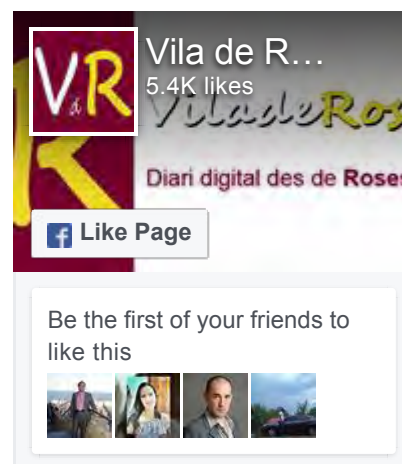 VdR
Vila de R…
5.4K likes
ViladeRos
Diari digital des de Roses
Like Page
Be the first of your friends to
like this